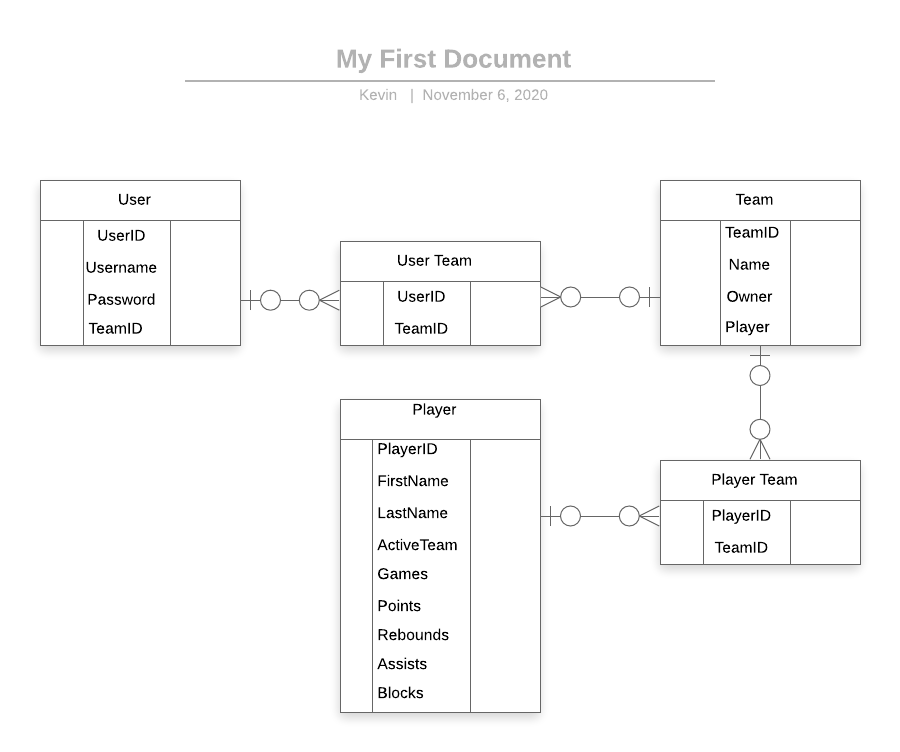 My First Document
Kevin | November 6, 2020
User
UserID
Username
Password
TeamID
User Team
UserID
TeamID
Team
TeamID
Name
Owner
Player
Player
PlayerID
FirstName
LastName
ActiveTeam
Games
Points
Rebounds
Assists
Blocks
Player Team
PlayerID
TeamID